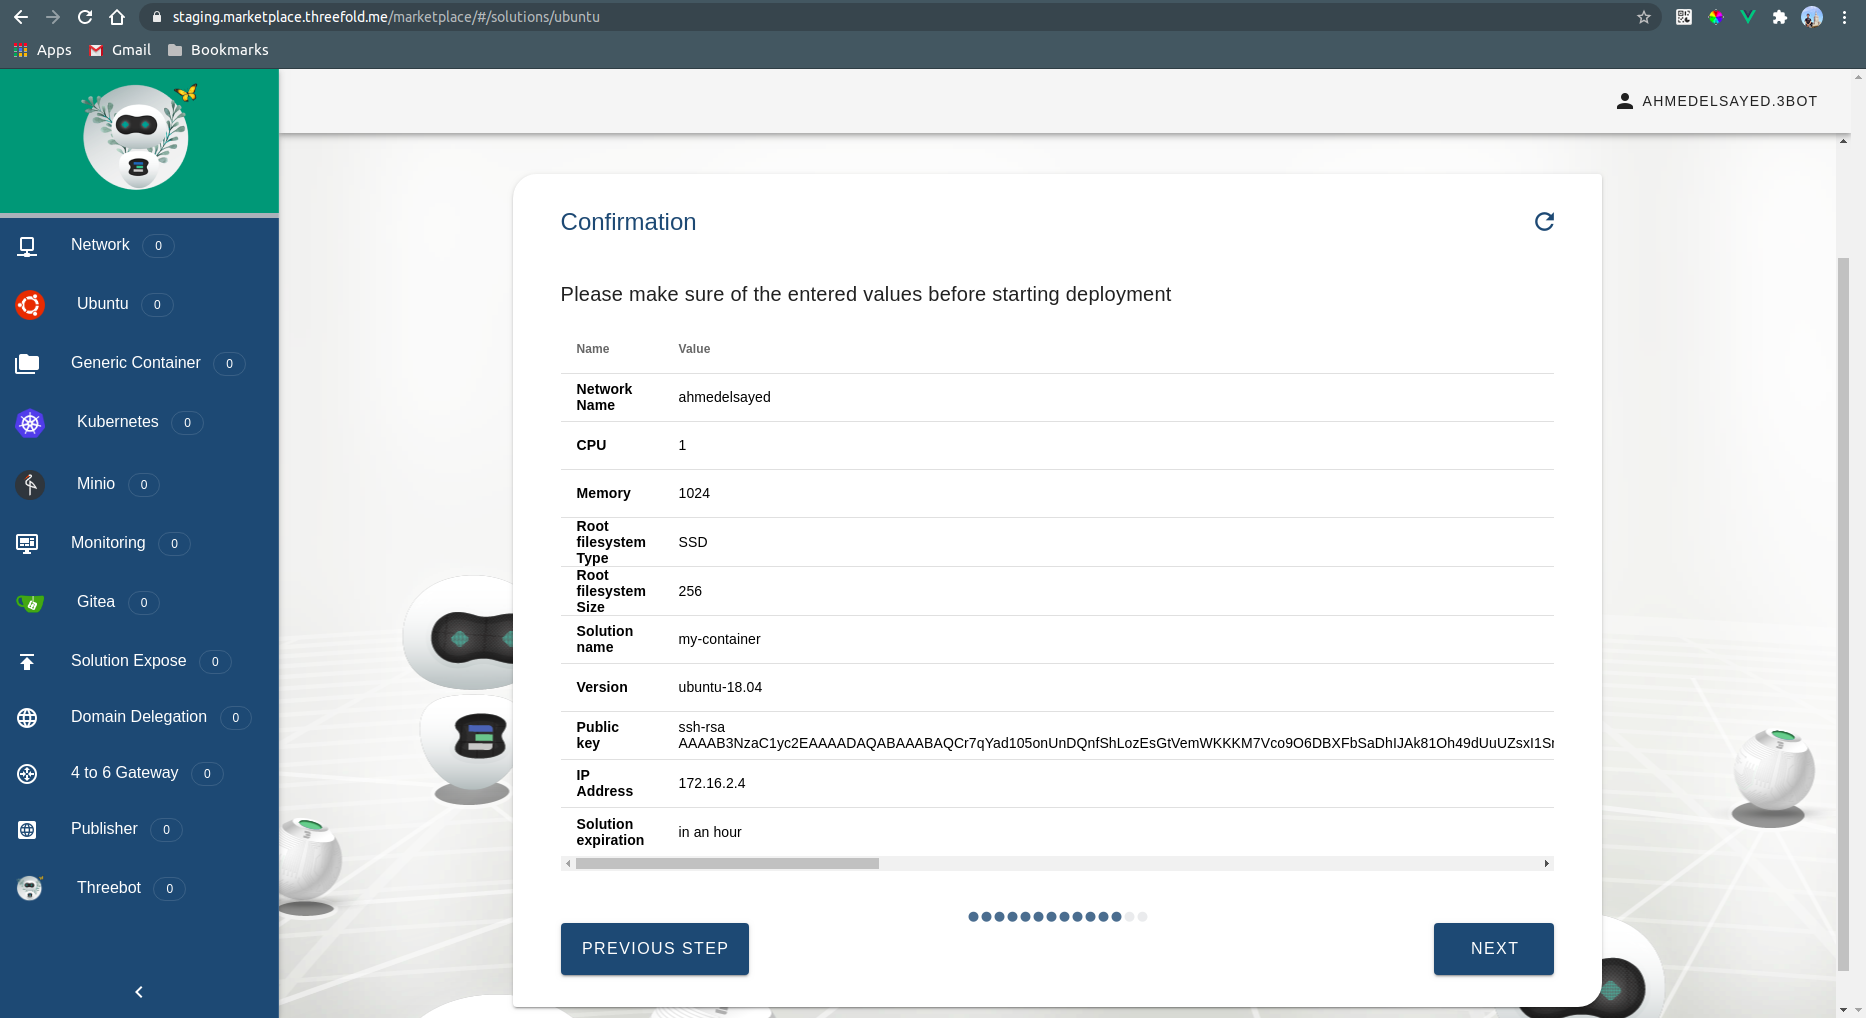 staging.marketplace.threefold.me/marketplace/#/solutions/ubuntu
Apps Gmail Bookmarks
AHMEDELSAYED.3BOT
Network 0
Ubuntu 0
Generic Container 0
Kubernetes 0
Minio 0
Monitoring 0
Gitea 0
Solution Expose 0
Domain Delegation 0
4 to 6 Gateway 0
Publisher 0
Threebot 0
Confirmation
Please make sure of the entered values before starting deployment
Name Value
Network
Name
ahmedelsayed
CPU 1
Memory 1024
Root
filesystem
Type
SSD
Root
filesystem
Size
256
Solution
name
my-container
Version ubuntu-18.04
Public
key
ssh-rsa
IP
Address
172.16.2.4
Solution
expiration
in an hour
PREVIOUS STEP
NEXT